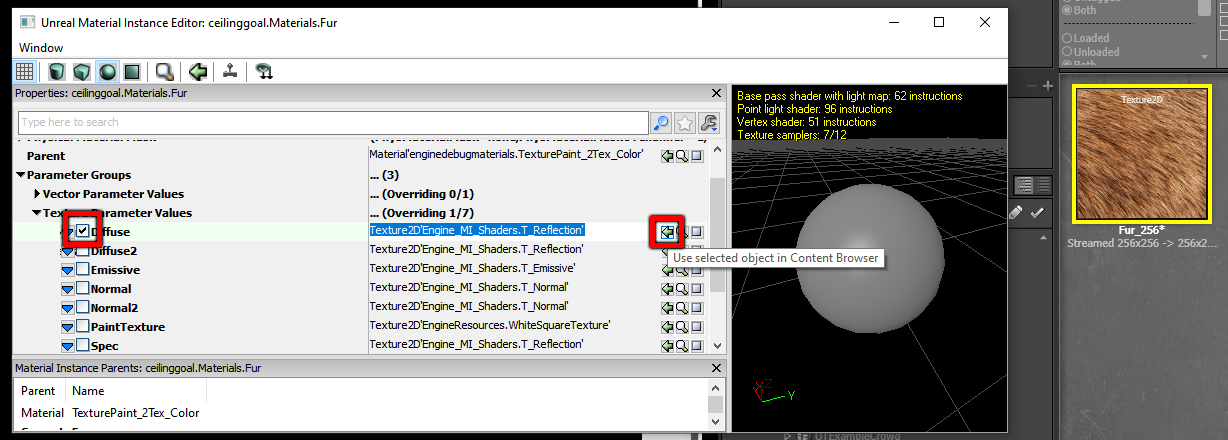 Unreal Material Instance Editor: ceilinggoal.Materials.Fur
Window
Properties: ceilinggoal.Materials.Fur
Type here to search
Parent
Material'enginedebugmaterials.TexturePaint_2Tex_Color'
Parameter Groups
... (3)
Vector Parameter Values
... (Overriding 0/1)
Parameter Values
... (Overriding 1/7)
Diffuse
Texture2D'Engine_MI_Shaders.T_Reflection'
Diffuse2
Texture2D'Engine_MI_Shaders.T_Reflection'
Emissive
Texture2D'Engine_MI_Shaders.T_Emissive'
Normal
Texture2D'Engine_MI_Shaders.T_Normal'
Normal2
Texture2D'Engine_MI_Shaders.T_Normal'
PaintTexture
Texture2D'EngineResources.WhiteSquareTexture'
Spec
Texture2D'Engine_MI_Shaders.T_Reflection'
Use selected object in Content Browser
Material Instance Parents: ceilinggoal.Materials.Fur
Parent Name
Material TexturePaint_2Tex_Color
Base pass shader with light map: 62 instructions
Point light shader: 96 instructions
Vertex shader: 51 instructions
Texture samplers: 7/12
X Z
Y
Both
Loaded
Unloaded
Both
Texture2D
Fur_256*
Streamed 256x256 -> 256x2...
UTExampleCrowd